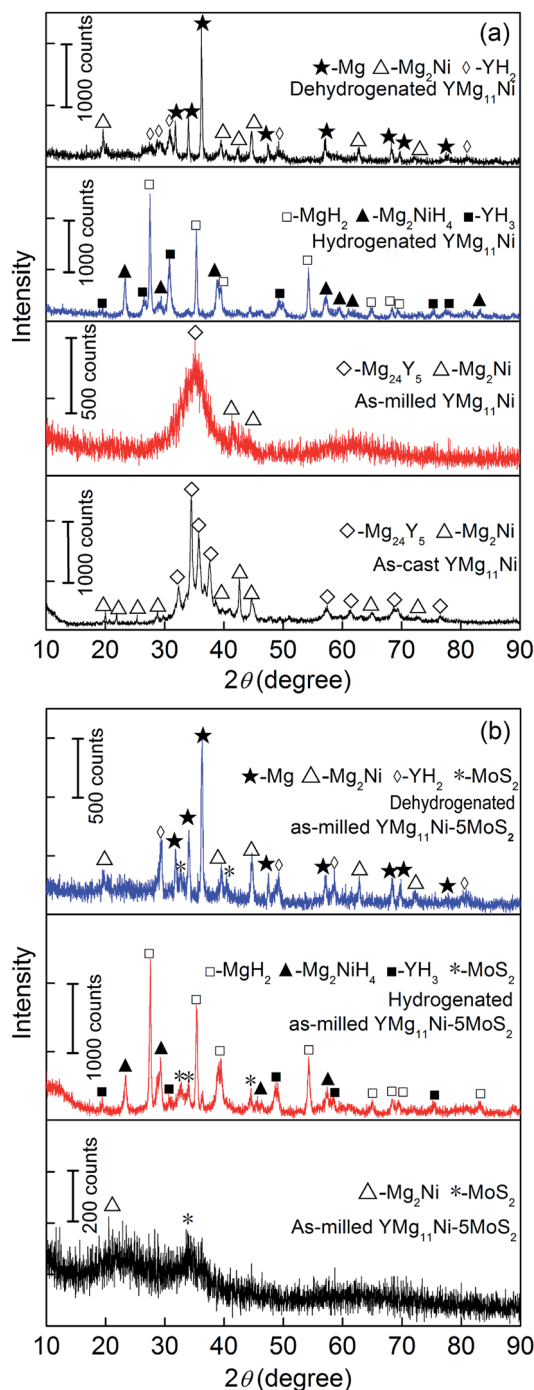 (a)
1000 counts
★-Mg △-Mg₂Ni ◊-YH₂
Dehydrogenated YMg₁₁Ni
1000 counts
□-MgH₂ ▲-Mg₂NiH₄ ■-YH₃
Hydrogenated YMg₁₁Ni
500 counts
◇-Mg₂₄Y₅ △-Mg₂Ni
As-milled YMg₁₁Ni
1000 counts
◇-Mg₂₄Y₅ △-Mg₂Ni
As-cast YMg₁₁Ni
Intensity
10 20 30 40 50 60 70 80 90
2θ (degree)
(b)
500 counts
★-Mg △-Mg₂Ni ◊-YH₂ *-MoS₂
Dehydrogenated
as-milled YMg₁₁Ni-5MoS₂
1000 counts
□-MgH₂ ▲-Mg₂NiH₄ ■-YH₃ *-MoS₂
Hydrogenated
as-milled YMg₁₁Ni-5MoS₂
200 counts
△-Mg₂Ni *-MoS₂
As-milled YMg₁₁Ni-5MoS₂
Intensity
10 20 30 40 50 60 70 80 90
2θ (degree)